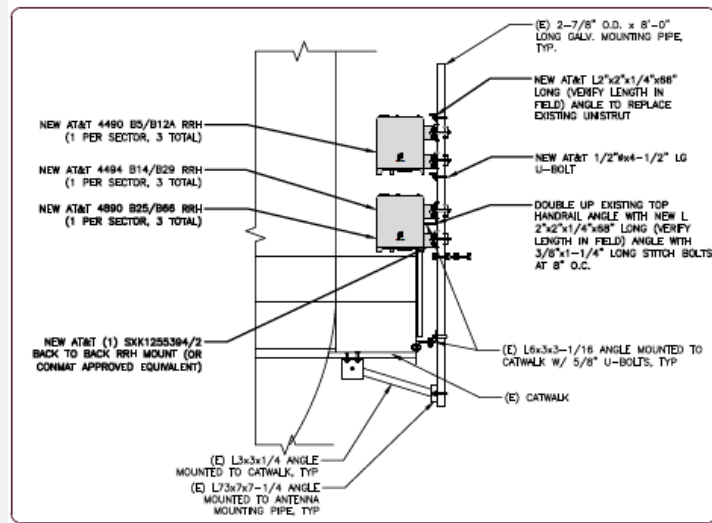 (E) 2-7/8" O.D. x 8'-0"
LONG GALV. MOUNTING PIPE,
TYP.
NEW AT&T L2"x2"x1/4"x68"
LONG (VERIFY LENGTH IN
FIELD) ANGLE TO REPLACE
EXISTING UNISTRUT
NEW AT&T 4490 B5/B12A RRH
(1 PER SECTOR, 3 TOTAL)
NEW AT&T 1/2"øx4-1/2" LG
U-BOLT
NEW AT&T 4494 B14/B29 RRH
(1 PER SECTOR, 3 TOTAL)
NEW AT&T 4890 B25/B66 RRH
(1 PER SECTOR, 3 TOTAL)
DOUBLE UP EXISTING TOP
HANDRAIL ANGLE WITH NEW L
2"x2"x1/4"x68" LONG (VERIFY
LENGTH IN FIELD) ANGLE WITH
3/8"x1-1/4" LONG STITCH BOLTS
AT 8" O.C.
NEW AT&T (1) SXK1255394/2
BACK TO BACK RRH MOUNT (OR
CONMAT APPROVED EQUIVALENT)
(E) L6x3x3-1/16 ANGLE MOUNTED TO
CATWALK W/ 5/8" U-BOLTS, TYP
(E) CATWALK
(E) L3x3x1/4 ANGLE
MOUNTED TO CATWALK, TYP
(E) L73x7x7-1/4 ANGLE
MOUNTED TO ANTENNA
MOUNTING PIPE, TYP